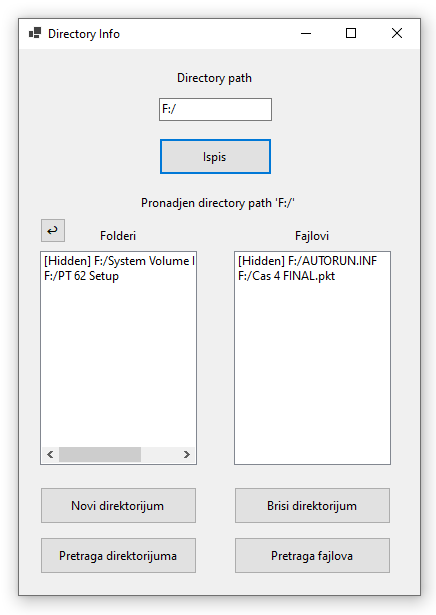 Directory Info
Directory path
F:/
Ispis
Pronadjen directory path 'F:/'
Folderi
Fajlovi
[Hidden] F:/System Volume I
F:/PT 62 Setup
[Hidden] F:/AUTORUN.INF
F:/Cas 4 FINAL.pkt
Novi direktorijum
Brisi direktorijum
Pretraga direktorijuma
Pretraga fajlova